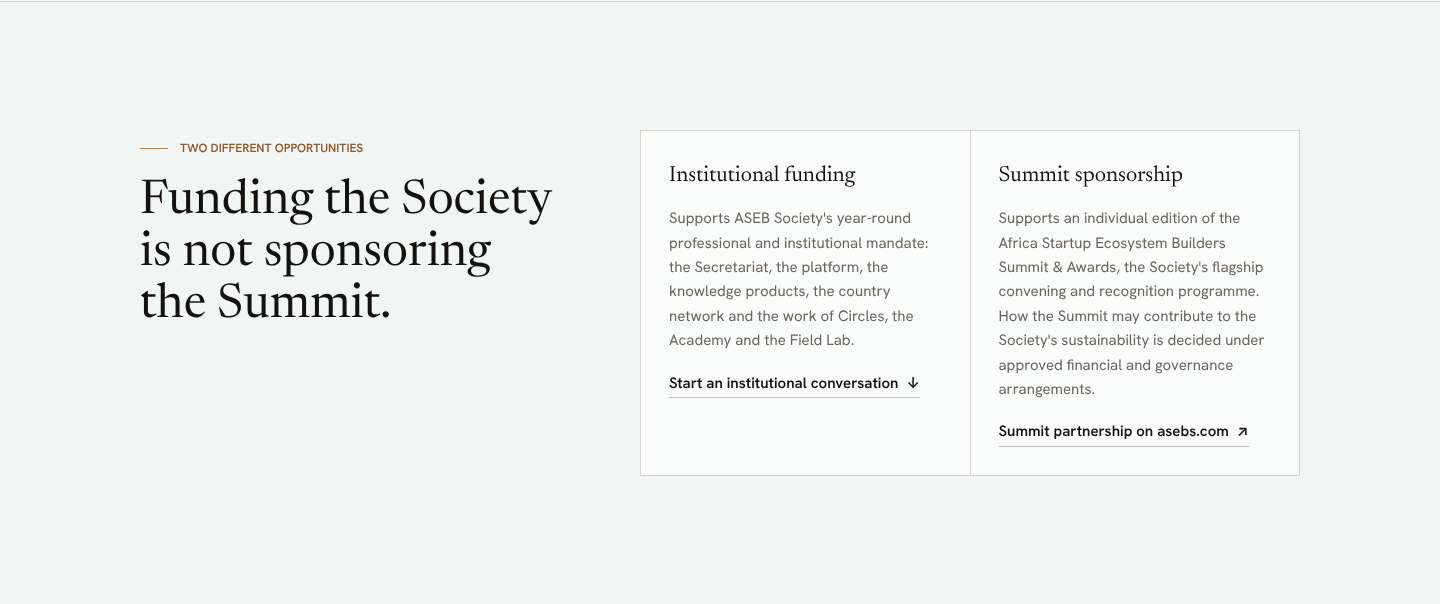 TWO DIFFERENT OPPORTUNITIES
Funding the Society
is not sponsoring
the Summit.
Institutional funding
Supports ASEB Society's year-round
professional and institutional mandate:
the Secretariat, the platform, the
knowledge products, the country
network and the work of Circles, the
Academy and the Field Lab.
Start an institutional conversation ↓
Summit sponsorship
Supports an individual edition of the
Africa Startup Ecosystem Builders
Summit & Awards, the Society's flagship
convening and recognition programme.
How the Summit may contribute to the
Society's sustainability is decided under
approved financial and governance
arrangements.
Summit partnership on asebs.com ↗